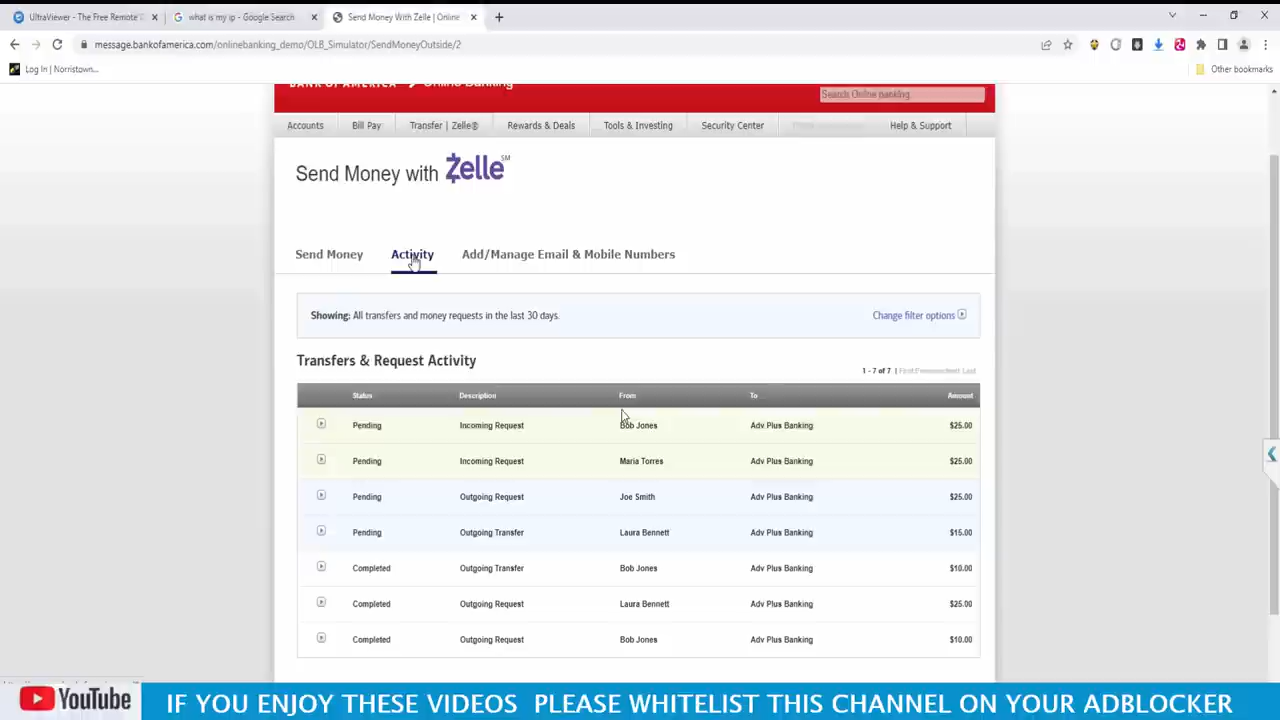 UltraViewer - The Free Remote
what is my ip - Google Search
Send Money With Zelle | Online
message.bankofamerica.com/onlinebanking_demo/OLB_Simulator/SendMoneyOutside/2
Log In | Norristown...
Other bookmarks
BANK OF AMERICA Online Banking
Search Online banking
Accounts Bill Pay Transfer | Zelle® Rewards & Deals Tools & Investing Security Center Help & Support
Send Money with Zelle SM
Send Money Activity Add/Manage Email & Mobile Numbers
Showing: All transfers and money requests in the last 30 days. Change filter options
Transfers & Request Activity
1 - 7 of 7 |
Status Description From To Amount
Pending Incoming Request Bob Jones Adv Plus Banking $25.00
Pending Incoming Request Maria Torres Adv Plus Banking $25.00
Pending Outgoing Request Joe Smith Adv Plus Banking $25.00
Pending Outgoing Transfer Laura Bennett Adv Plus Banking $15.00
Completed Outgoing Transfer Bob Jones Adv Plus Banking $10.00
Completed Outgoing Request Laura Bennett Adv Plus Banking $25.00
Completed Outgoing Request Bob Jones Adv Plus Banking $10.00
YouTube IF YOU ENJOY THESE VIDEOS PLEASE WHITELIST THIS CHANNEL ON YOUR ADBLOCKER